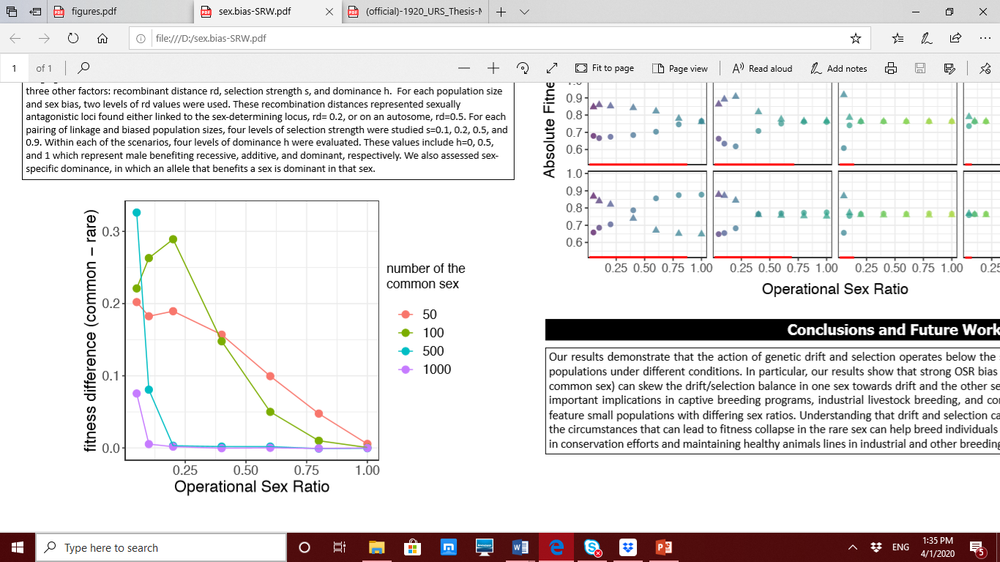 figures.pdf
sex.bias-SRW.pdf
(official)-1920_URS_Thesis-M
file:///D:/sex.bias-SRW.pdf
1 of 1
Fit to page
Page view
Read aloud
Add notes
three other factors: recombinant distance rd, selection strength s, and dominance h. For each population size
and sex bias, two levels of rd values were used. These recombination distances represented sexually
antagonistic loci found either linked to the sex-determining locus, rd= 0.2, or on an autosome, rd=0.5. For each
pairing of linkage and biased population sizes, four levels of selection strength were studied s=0.1, 0.2, 0.5, and
0.9. Within each of the scenarios, four levels of dominance h were evaluated. These values include h=0, 0.5,
and 1 which represent male benefiting recessive, additive, and dominant, respectively. We also assessed sex-
specific dominance, in which an allele that benefits a sex is dominant in that sex.
fitness difference (common − rare)
0.3
0.2
0.1
0.0
0.25 0.50 0.75 1.00
Operational Sex Ratio
number of the
common sex
50
100
500
1000
Absolute Fitne
0.9
0.8
0.7
0.6
1.0
0.9
0.8
0.7
0.6
0.25 0.50 0.75 1.00 0.25 0.50 0.75 1.00 0.25 0.50 0.75 1.00 0.25
Operational Sex Ratio
Conclusions and Future Work
Our results demonstrate that the action of genetic drift and selection operates below the
populations under different conditions. In particular, our results show that strong OSR bias
common sex) can skew the drift/selection balance in one sex towards drift and the other se
important implications in captive breeding programs, industrial livestock breeding, and co
feature small populations with differing sex ratios. Understanding that drift and selection ca
the circumstances that can lead to fitness collapse in the rare sex can help breed individuals
in conservation efforts and maintaining healthy animals lines in industrial and other breeding
Type here to search
ENG
1:35 PM
4/1/2020
5